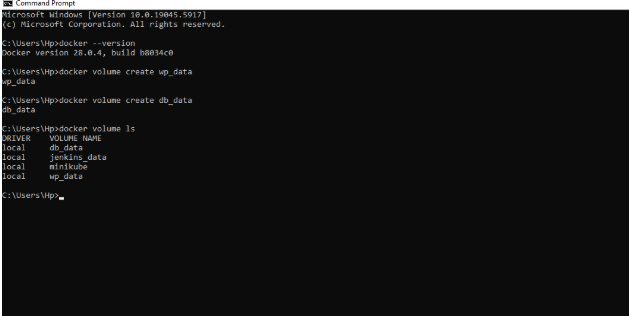 Command Prompt
Microsoft Windows [Version 10.0.19045.5917]
(c) Microsoft Corporation. All rights reserved.
C:\Users\Hp>docker --version
Docker version 28.0.4, build b8034c0
C:\Users\Hp>docker volume create wp_data
wp_data
C:\Users\Hp>docker volume create db_data
db_data
C:\Users\Hp>docker volume ls
DRIVER    VOLUME NAME
local     db_data
local     jenkins_data
local     minikube
local     wp_data
C:\Users\Hp>